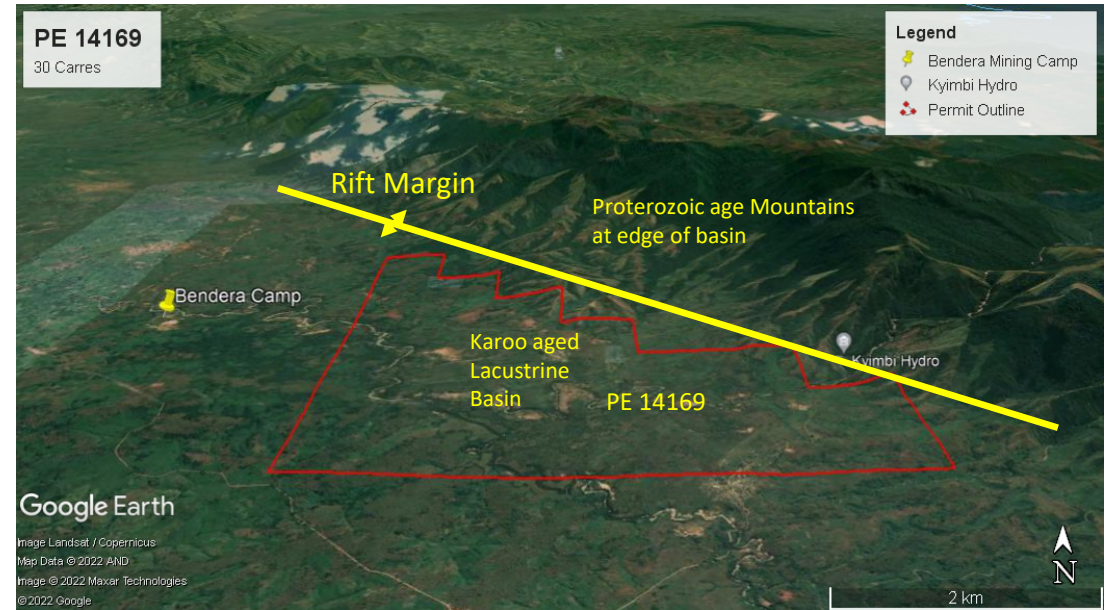 PE 14169
30 Carres
Legend
Bendera Mining Camp
Kyimbi Hydro
Permit Outline
Rift Margin
Proterozoic age Mountains
at edge of basin
Bendera Camp
Kyimbi Hydro
Karoo aged
Lacustrine
Basin
PE 14169
Google Earth
Image Landsat / Copernicus
Map Data © 2022 AND
Image © 2022 Maxar Technologies
© 2022 Google
N
2 km